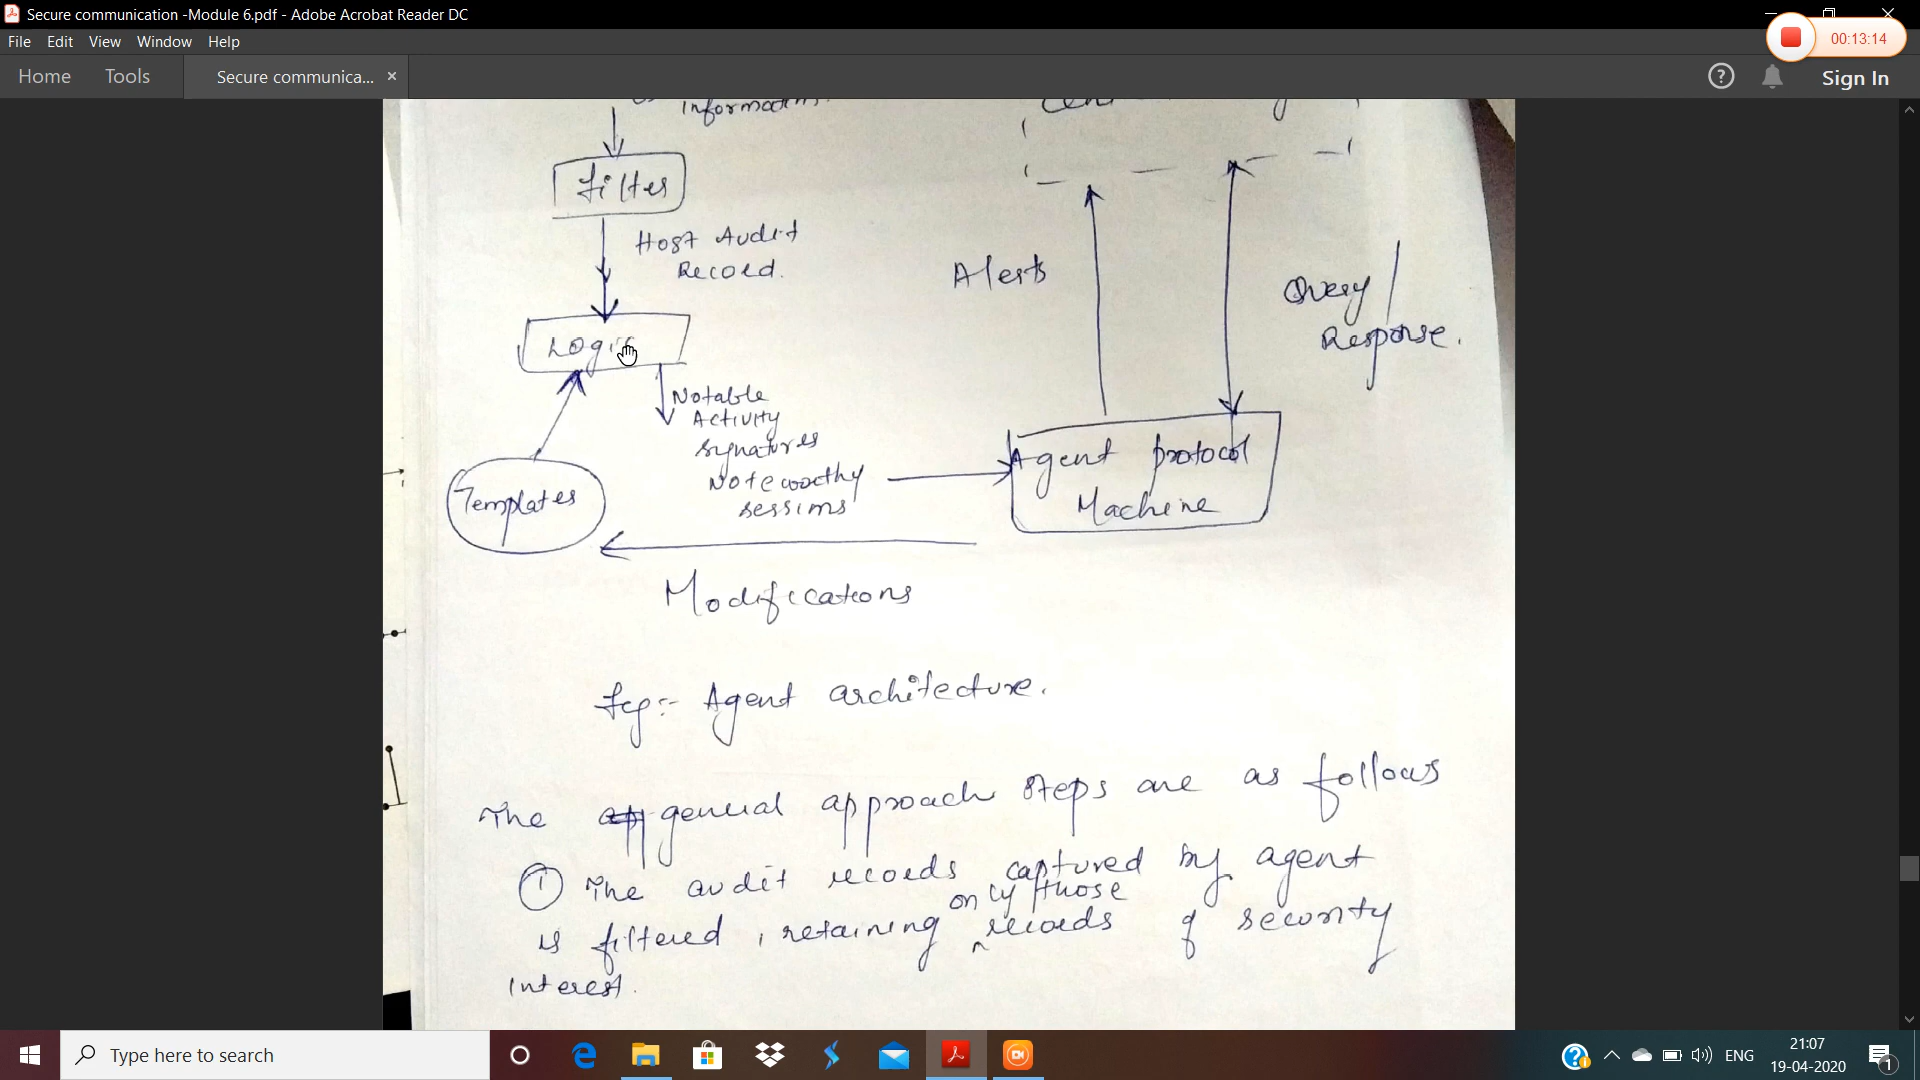 Secure communication -Module 6.pdf - Adobe Acrobat Reader DC
File Edit View Window Help
00:13:14
Home Tools Secure communica... ×
Sign In
Information.
Filter
Host Audit
Record.
Alerts
Query
Response.
Logic
Notable
Activity
Signatures
Noteworthy
sessions
Templates
Agent protocol
Machine
Modifications
Fig:- Agent architecture.
The general approach steps are as follows
① The audit records captured by agent
only those
is filtered, retaining records of security
interest.
Type here to search
ENG
21:07
19-04-2020
1